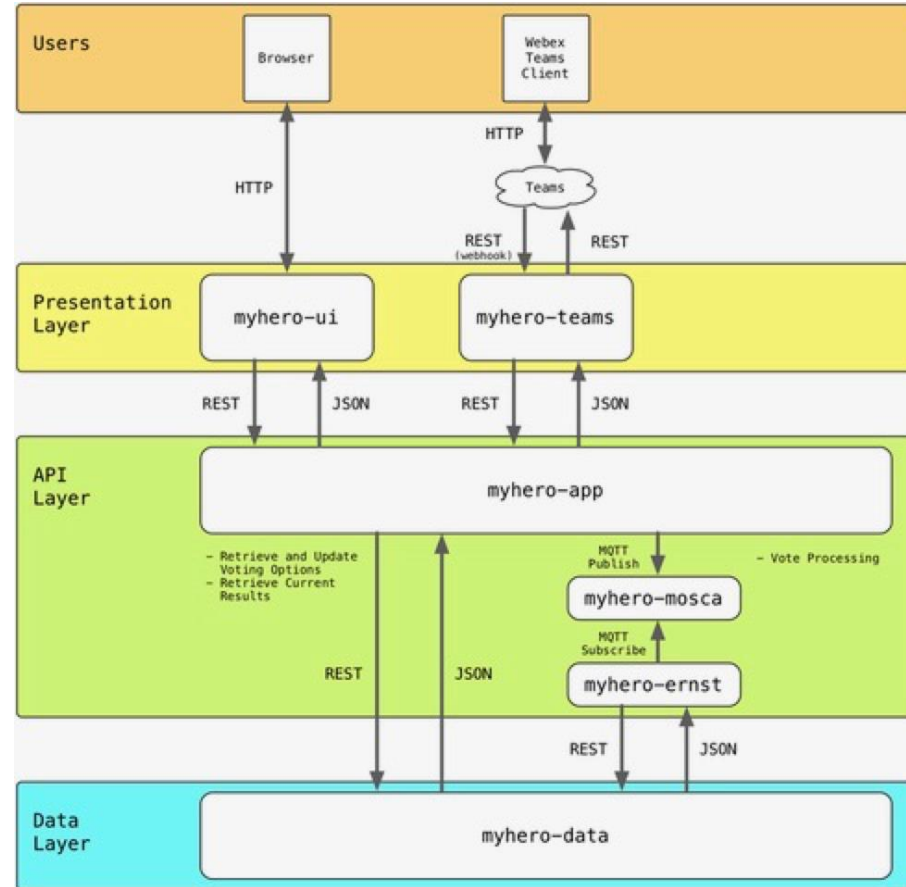 Users
Browser
Webex
Teams
Client
HTTP
HTTP
Teams
REST
(webhook)
REST
Presentation
Layer
myhero-ui
myhero-teams
REST
JSON
REST
JSON
API
Layer
myhero-app
- Retrieve and Update
Voting Options
- Retrieve Current
Results
MQTT
Publish
- Vote Processing
myhero-mosca
MQTT
Subscribe
REST
JSON
myhero-ernst
REST
JSON
Data
Layer
myhero-data